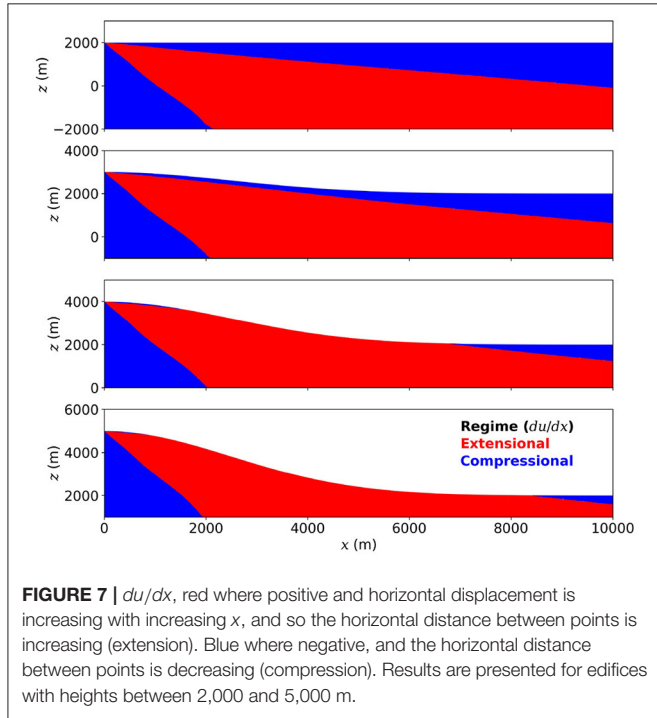 2000
0
−2000
z (m)
4000
2000
0
z (m)
4000
2000
0
z (m)
6000
4000
2000
z (m)
Regime (du/dx)
Extensional
Compressional
0 2000 4000 6000 8000 10000
x (m)
FIGURE 7 | du/dx, red where positive and horizontal displacement is
increasing with increasing x, and so the horizontal distance between points is
increasing (extension). Blue where negative, and the horizontal distance
between points is decreasing (compression). Results are presented for edifices
with heights between 2,000 and 5,000 m.